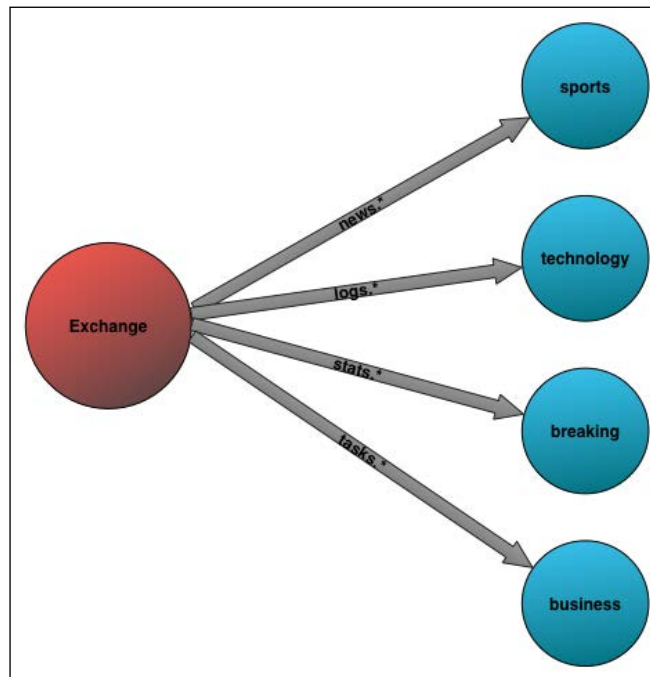 sports
news.*
technology
logs.*
Exchange
stats.*
breaking
tasks.*
business